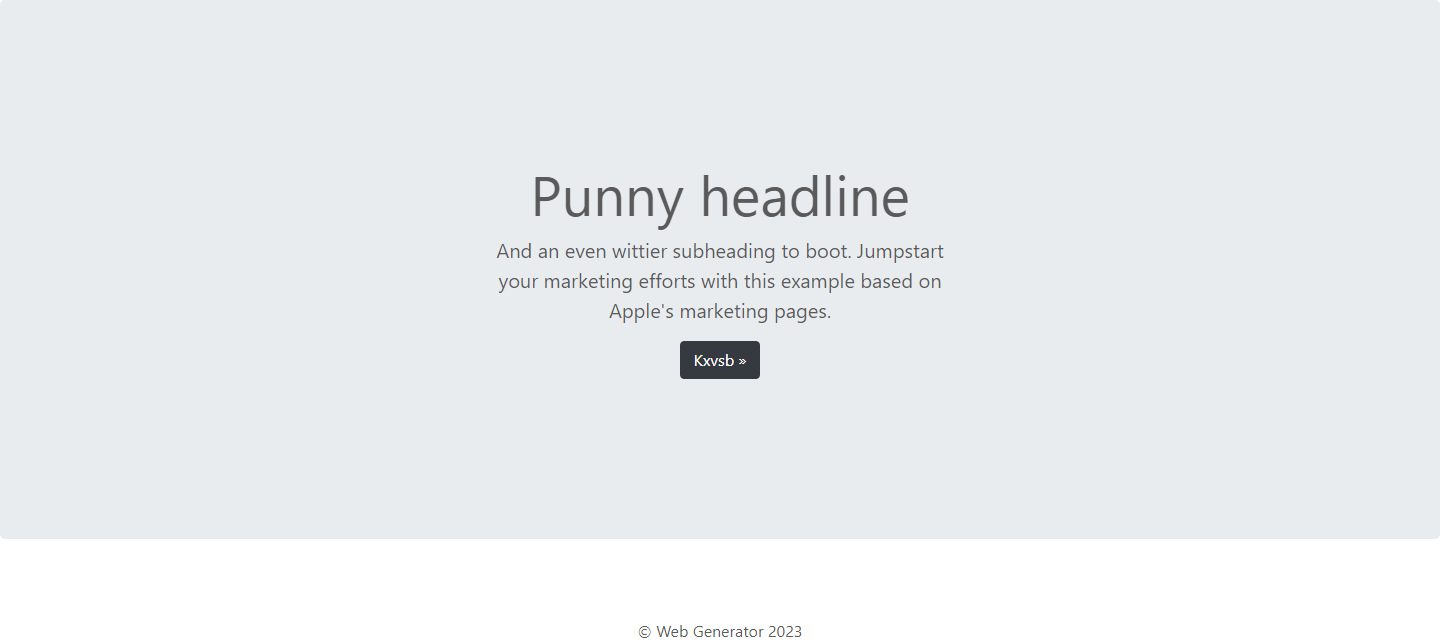 Punny headline
And an even wittier subheading to boot. Jumpstart
your marketing efforts with this example based on
Apple's marketing pages.
Kxvsb »
© Web Generator 2023